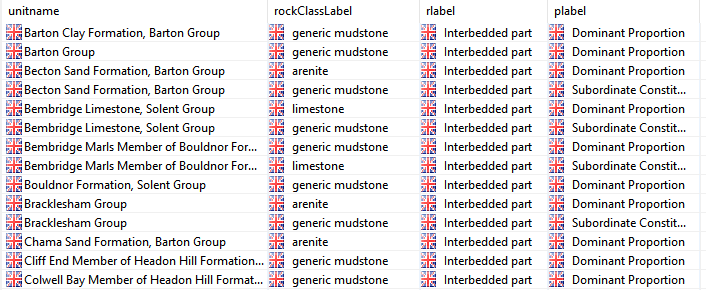 unitname rockClassLabel rlabel plabel
Barton Clay Formation, Barton Group generic mudstone Interbedded part Dominant Proportion
Barton Group generic mudstone Interbedded part Dominant Proportion
Becton Sand Formation, Barton Group arenite Interbedded part Dominant Proportion
Becton Sand Formation, Barton Group generic mudstone Interbedded part Subordinate Constit...
Bembridge Limestone, Solent Group limestone Interbedded part Dominant Proportion
Bembridge Limestone, Solent Group generic mudstone Interbedded part Subordinate Constit...
Bembridge Marls Member of Bouldnor For... generic mudstone Interbedded part Dominant Proportion
Bembridge Marls Member of Bouldnor For... limestone Interbedded part Subordinate Constit...
Bouldnor Formation, Solent Group generic mudstone Interbedded part Dominant Proportion
Bracklesham Group arenite Interbedded part Dominant Proportion
Bracklesham Group generic mudstone Interbedded part Subordinate Constit...
Chama Sand Formation, Barton Group arenite Interbedded part Dominant Proportion
Cliff End Member of Headon Hill Formation... generic mudstone Interbedded part Dominant Proportion
Colwell Bay Member of Headon Hill Format... generic mudstone Interbedded part Dominant Proportion